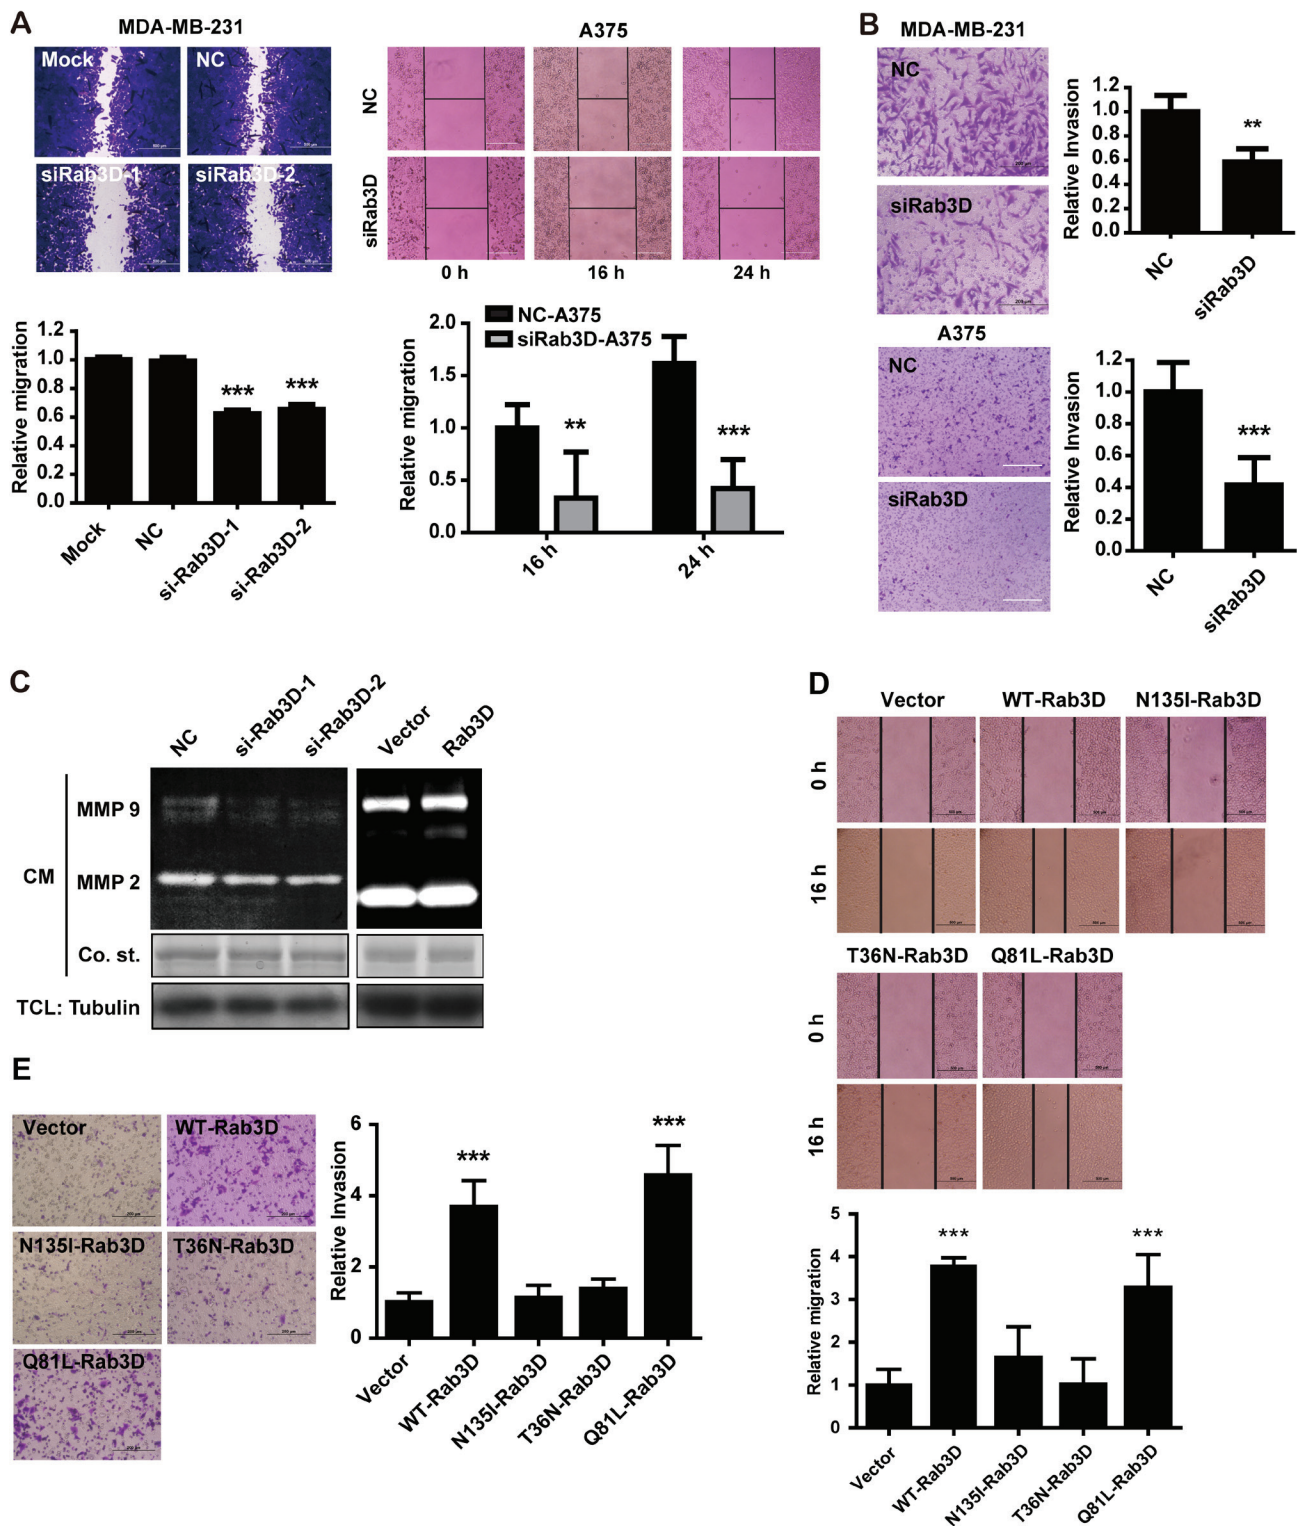 A
MDA-MB-231
Mock
NC
siRab3D-1
siRab3D-2
A375
NC
siRab3D
0 h
16 h
24 h
Relative migration
1.2
1.0
0.8
0.6
0.4
0.2
0.0
***
***
Mock
NC
si-Rab3D-1
si-Rab3D-2
Relative migration
2.0
1.5
1.0
0.5
0.0
NC-A375
siRab3D-A375
**
***
16 h
24 h
B
MDA-MB-231
NC
200 µm
siRab3D
200 µm
Relative Invasion
1.2
1.0
0.8
0.6
0.4
0.2
0.0
**
NC
siRab3D
A375
NC
siRab3D
Relative Invasion
1.2
1.0
0.8
0.6
0.4
0.2
0.0
***
NC
siRab3D
C
NC
si-Rab3D-1
si-Rab3D-2
Vector
Rab3D
CM
MMP 9
MMP 2
Co. st.
TCL: Tubulin
D
Vector
WT-Rab3D
N135I-Rab3D
0 h
16 h
T36N-Rab3D
Q81L-Rab3D
0 h
16 h
Relative migration
5
4
3
2
1
0
***
***
Vector
WT-Rab3D
N135I-Rab3D
T36N-Rab3D
Q81L-Rab3D
E
Vector
WT-Rab3D
N135I-Rab3D
T36N-Rab3D
Q81L-Rab3D
Relative Invasion
6
4
2
0
***
***
Vector
WT-Rab3D
N135I-Rab3D
T36N-Rab3D
Q81L-Rab3D